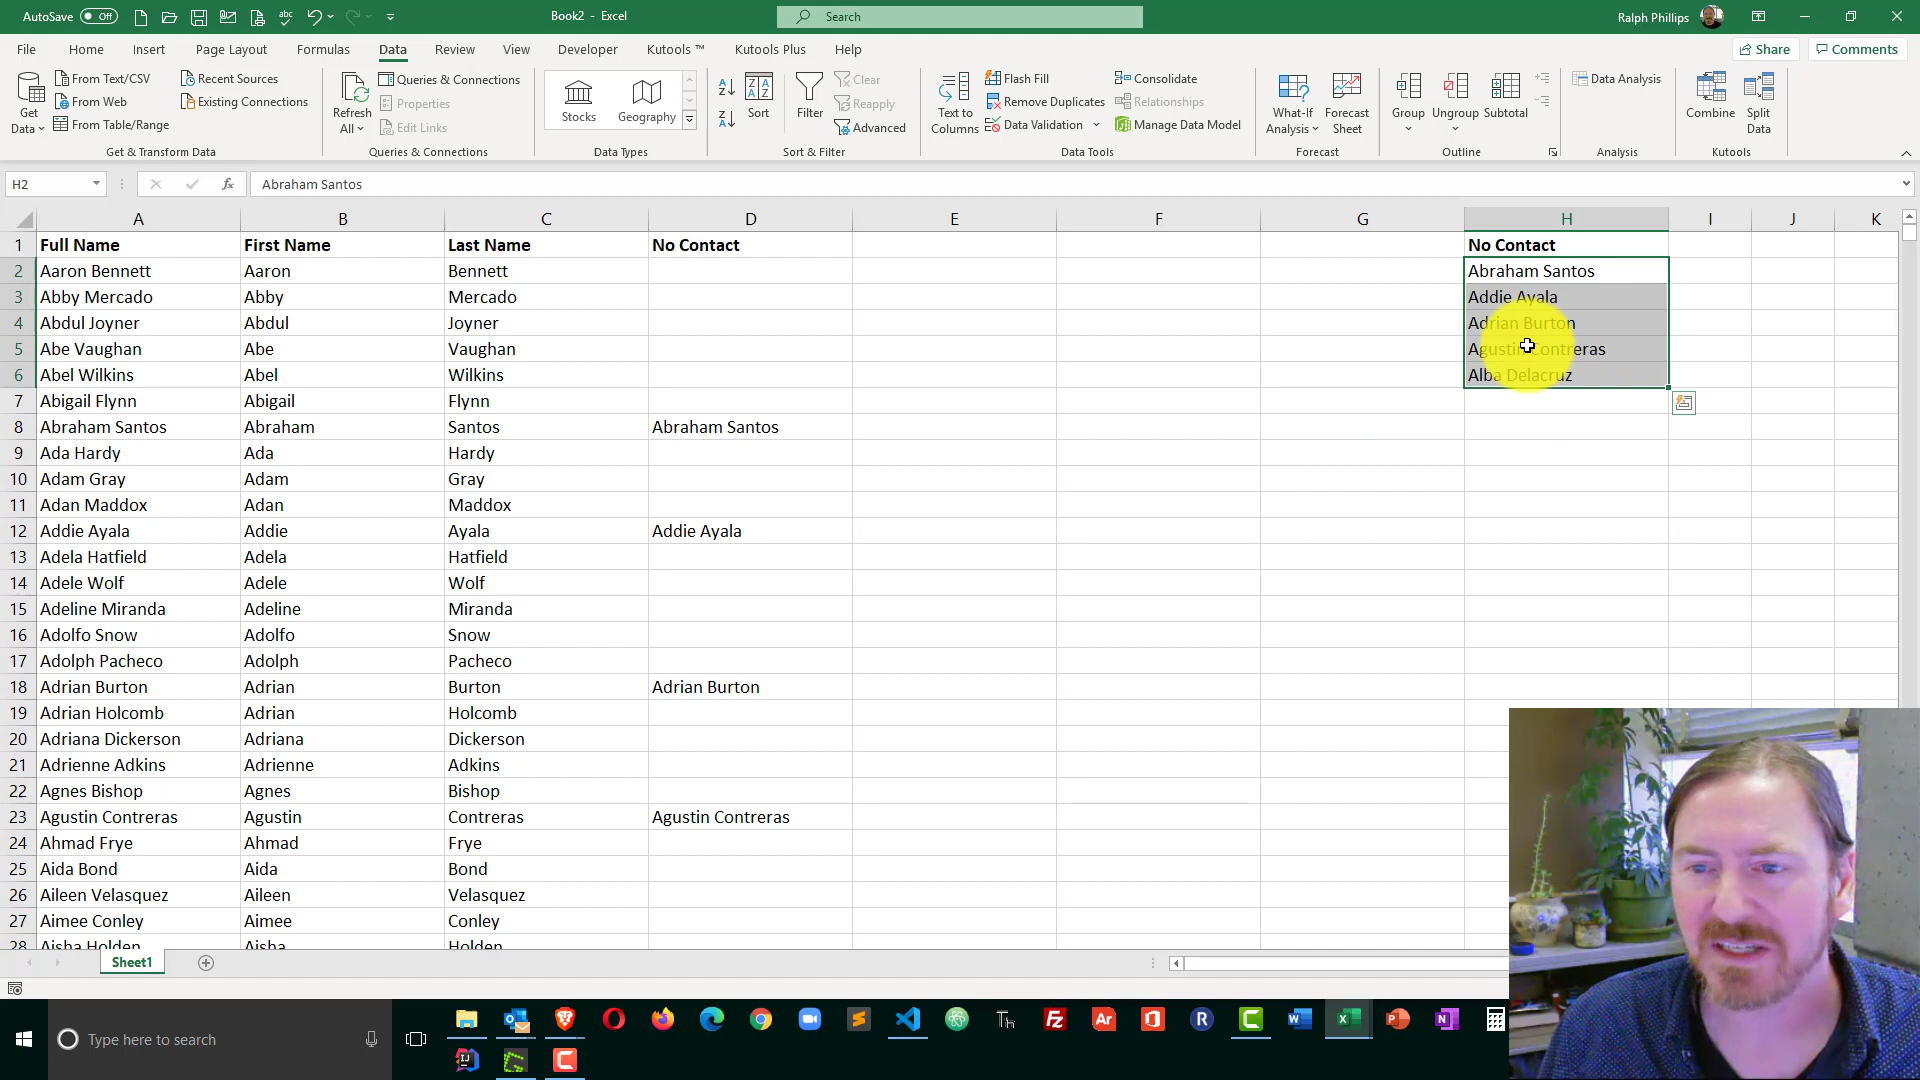 AutoSave Off abc Book2 - Excel Search Ralph Phillips
File Home Insert Page Layout Formulas Data Review View Developer Kutools ™ Kutools Plus Help Share Comments
Get Data
From Text/CSV
From Web
From Table/Range
Recent Sources
Existing Connections
Get & Transform Data
Refresh All
Queries & Connections
Properties
Edit Links
Queries & Connections
Stocks Geography
Data Types
Sort Filter
Clear
Reapply
Advanced
Sort & Filter
Text to Columns
Flash Fill
Remove Duplicates
Data Validation
Consolidate
Relationships
Manage Data Model
Data Tools
What-If Analysis
Forecast Sheet
Forecast
Group Ungroup Subtotal
Outline
Data Analysis
Analysis
Combine Split Data
Kutools
H2 fx Abraham Santos
A B C D E F G H I J K
1 Full Name First Name Last Name No Contact No Contact
2 Aaron Bennett Aaron Bennett Abraham Santos
3 Abby Mercado Abby Mercado Addie Ayala
4 Abdul Joyner Abdul Joyner Adrian Burton
5 Abe Vaughan Abe Vaughan Agustin Contreras
6 Abel Wilkins Abel Wilkins Alba Delacruz
7 Abigail Flynn Abigail Flynn
8 Abraham Santos Abraham Santos Abraham Santos
9 Ada Hardy Ada Hardy
10 Adam Gray Adam Gray
11 Adan Maddox Adan Maddox
12 Addie Ayala Addie Ayala Addie Ayala
13 Adela Hatfield Adela Hatfield
14 Adele Wolf Adele Wolf
15 Adeline Miranda Adeline Miranda
16 Adolfo Snow Adolfo Snow
17 Adolph Pacheco Adolph Pacheco
18 Adrian Burton Adrian Burton Adrian Burton
19 Adrian Holcomb Adrian Holcomb
20 Adriana Dickerson Adriana Dickerson
21 Adrienne Adkins Adrienne Adkins
22 Agnes Bishop Agnes Bishop
23 Agustin Contreras Agustin Contreras Agustin Contreras
24 Ahmad Frye Ahmad Frye
25 Aida Bond Aida Bond
26 Aileen Velasquez Aileen Velasquez
27 Aimee Conley Aimee Conley
28 Aisha Holden Aisha Holden
Sheet1
Type here to search